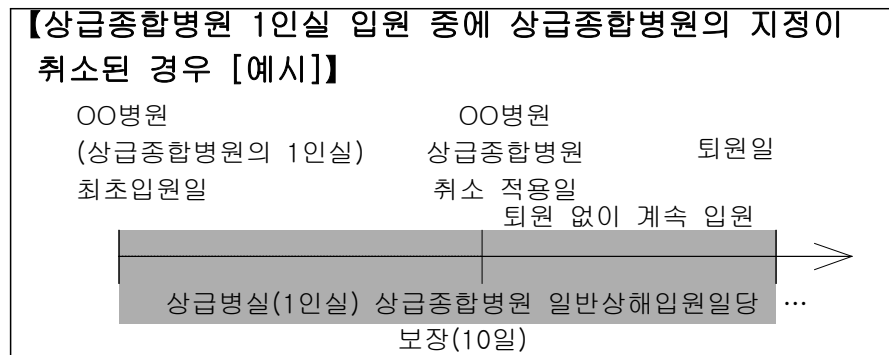 【상급종합병원 1인실 입원 중에 상급종합병원의 지정이
취소된 경우 [예시]】
OO병원
(상급종합병원의 1인실)
최초입원일
OO병원
상급종합병원
취소 적용일
퇴원일
퇴원 없이 계속 입원
상급병실(1인실) 상급종합병원 일반상해입원일당 …
보장(10일)